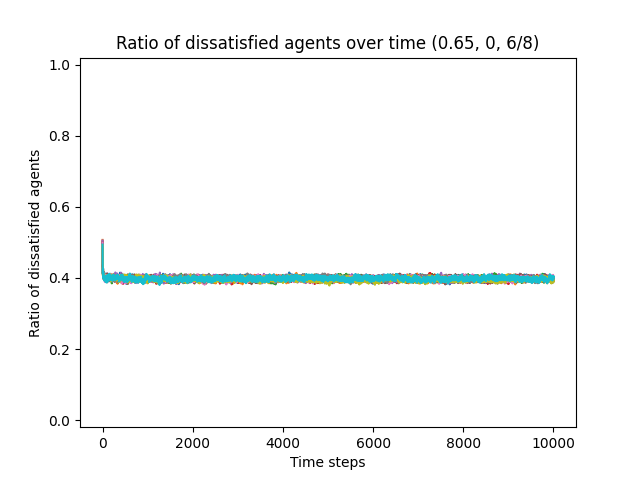 Ratio of dissatisfied agents over time (0.65, 0, 6/8)
1.0
0.8
0.6
0.4
0.2
0.0
Ratio of dissatisfied agents
0 2000 4000 6000 8000 10000
Time steps